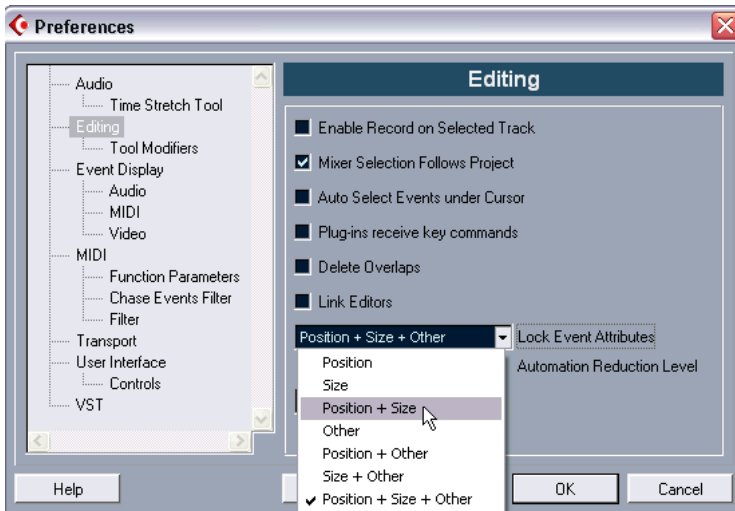 Preferences
Audio
Time Stretch Tool
Editing
Tool Modifiers
Event Display
Audio
MIDI
Video
MIDI
Function Parameters
Chase Events Filter
Filter
Transport
User Interface
Controls
VST
Editing
Enable Record on Selected Track
Mixer Selection Follows Project
Auto Select Events under Cursor
Plug-ins receive key commands
Delete Overlaps
Link Editors
Position + Size + Other Lock Event Attributes
Automation Reduction Level
Position
Size
Position + Size
Other
Position + Other
Size + Other
Position + Size + Other
Help
OK
Cancel